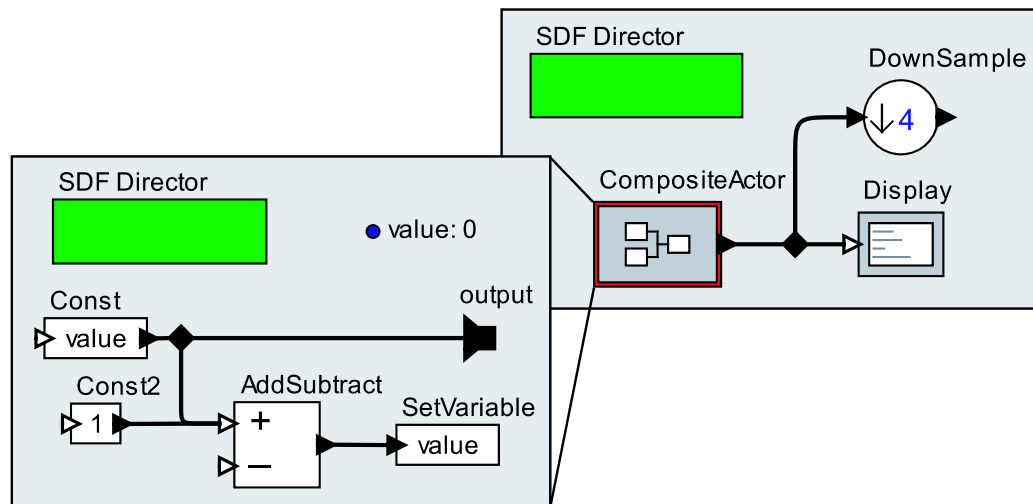 SDF Director
DownSample
4
CompositeActor
Display
SDF Director
value: 0
Const
value
output
Const2
1
AddSubtract
+
–
SetVariable
value